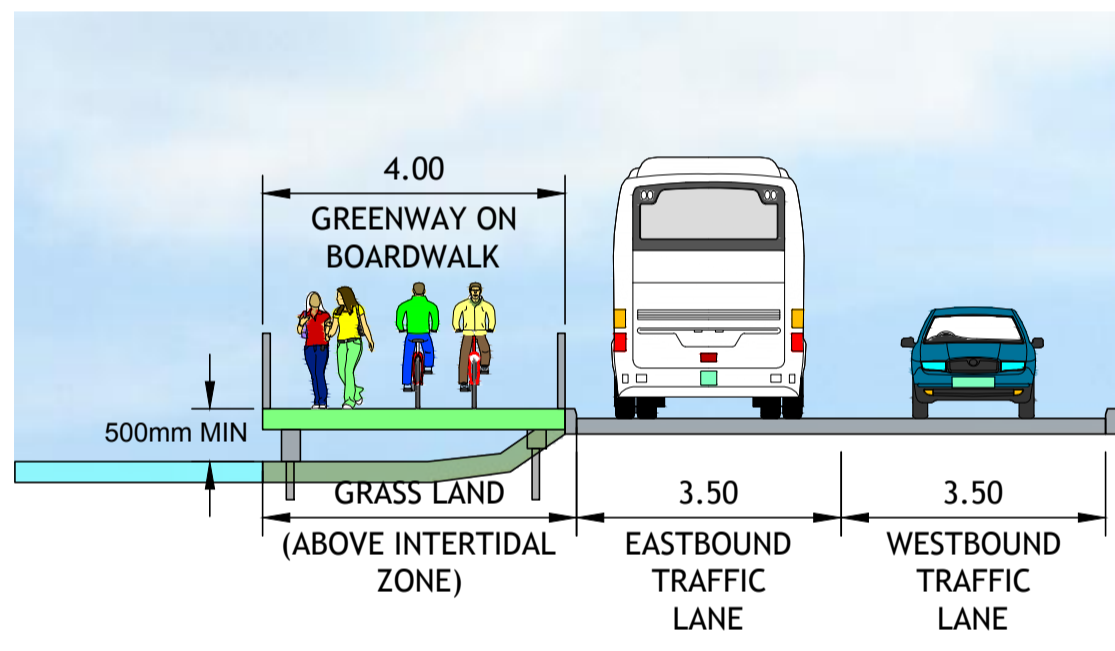 4.00
GREENWAY ON
BOARDWALK
500mm MIN
GRASS LAND
(ABOVE INTERTIDAL
ZONE)
3.50
EASTBOUND
TRAFFIC
LANE
3.50
WESTBOUND
TRAFFIC
LANE